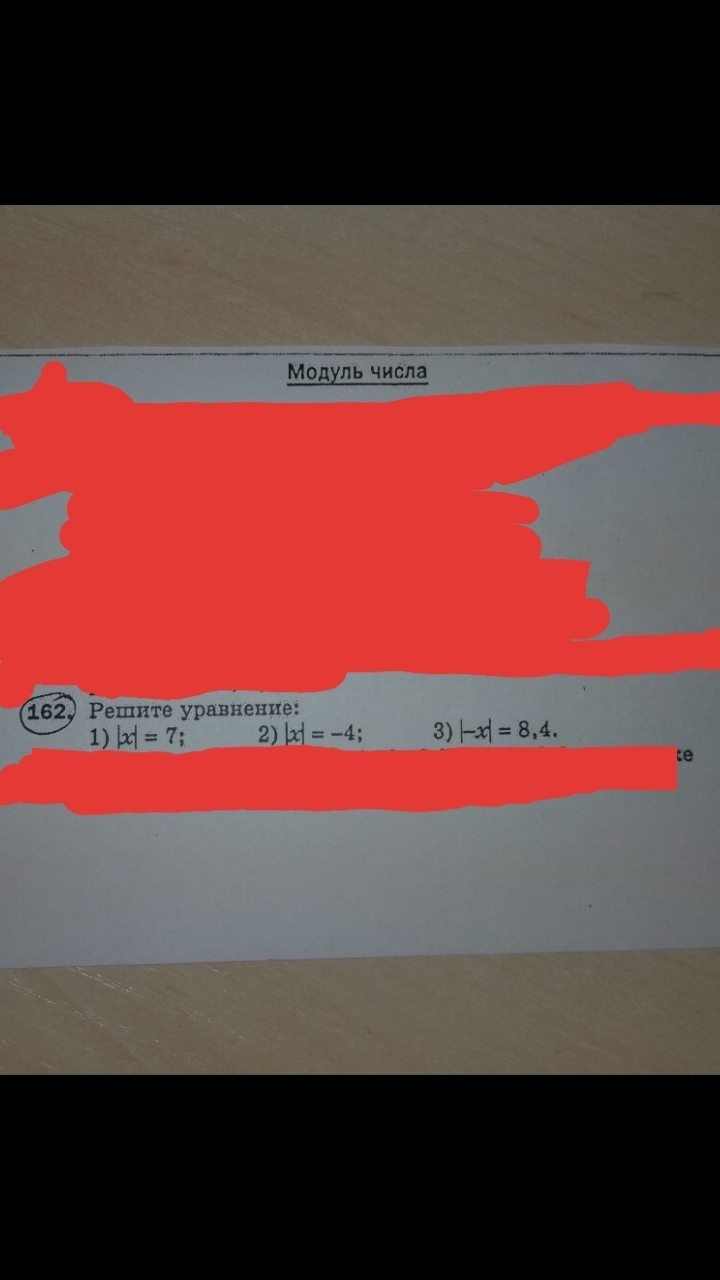 Модуль числа
162. Решите уравнение:
1) |x| = 7; 2) |x| = -4; 3) |-x| = 8,4.